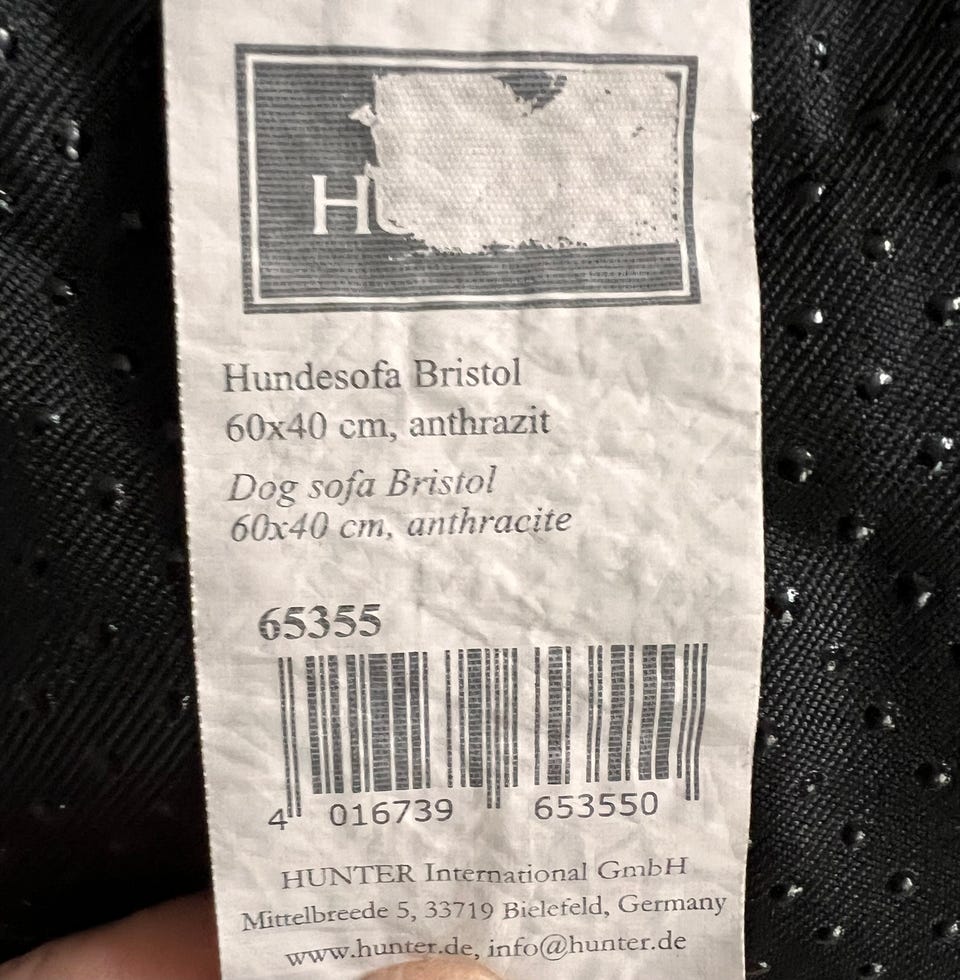 Hundesofa Bristol
60x40 cm, anthrazit
Dog sofa Bristol
60x40 cm, anthracite
65355
4 016739 653550
HUNTER International GmbH
Mittelbreede 5, 33719 Bielefeld, Germany
www.hunter.de, info@hunter.de